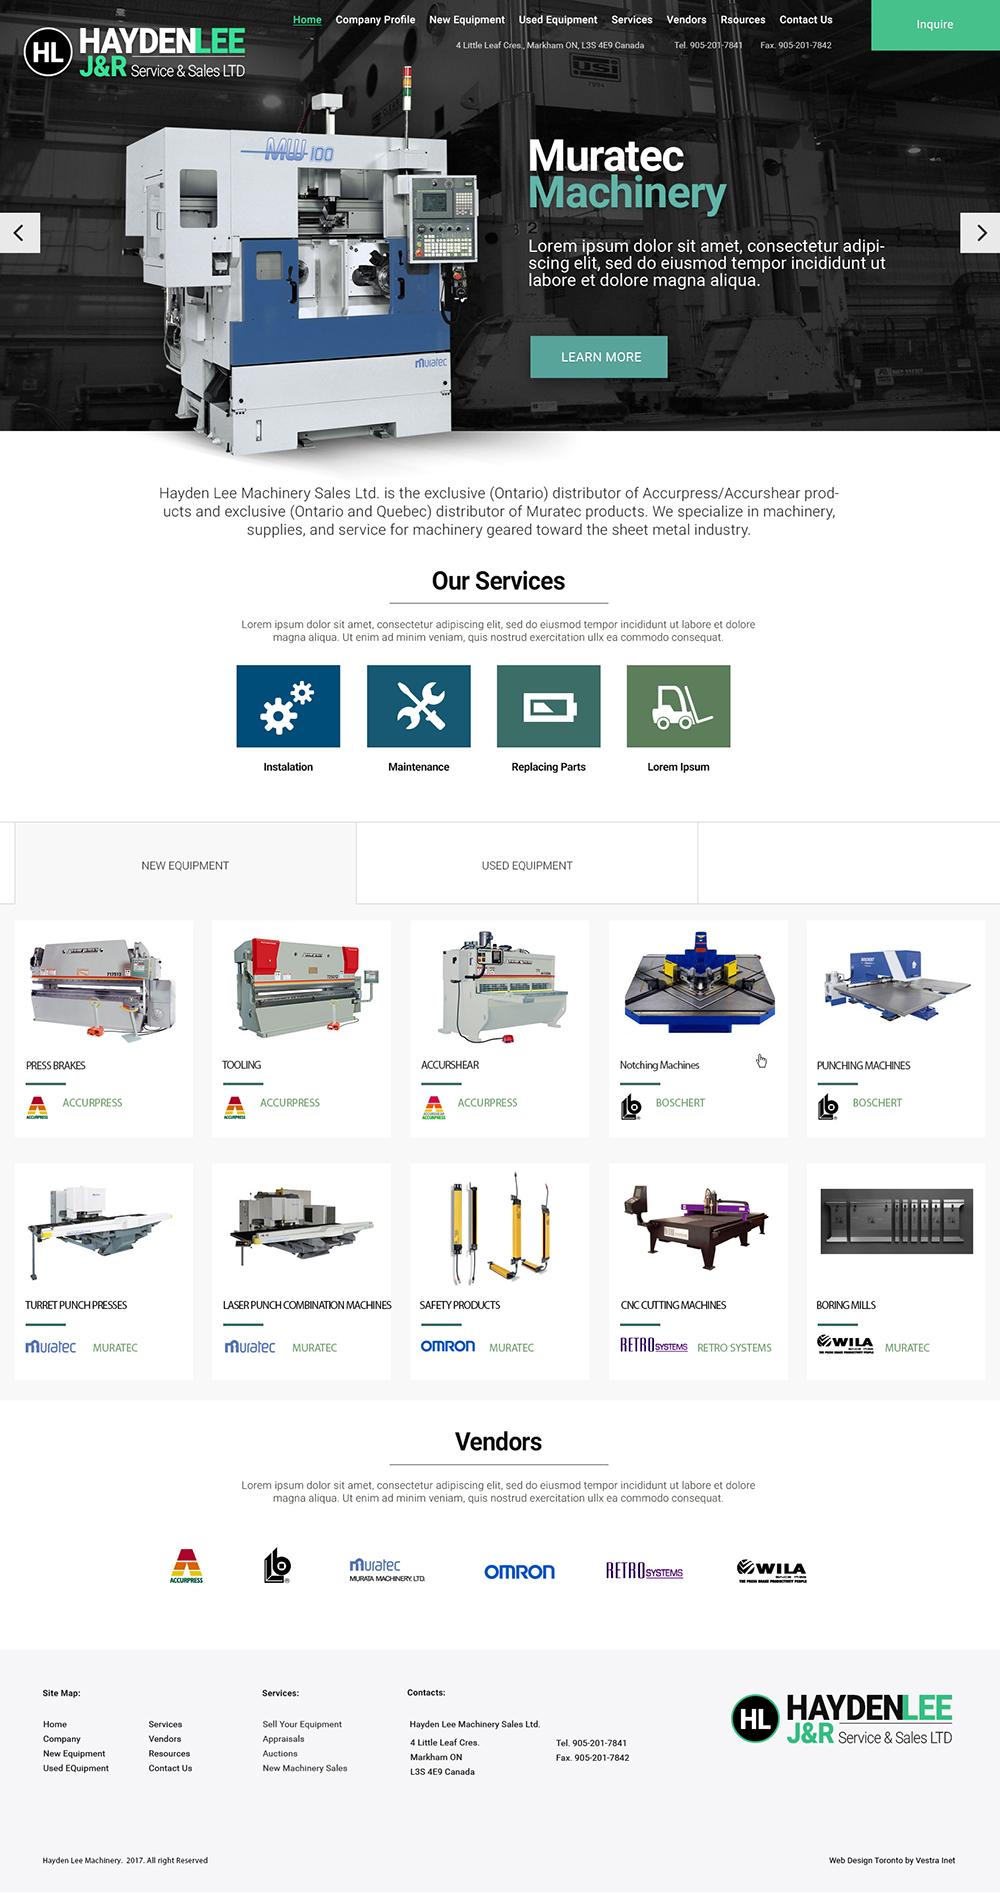 Home Company Profile New Equipment Used Equipment Services Vendors Rsources Contact Us
Inquire
4 Little Leaf Cres., Markham ON, L3S 4E9 Canada Tel. 905-201-7841 Fax. 905-201-7842
HL HAYDENLEE
J&R Service & Sales LTD
USI
7994
MW 100
Muratec
Machinery
Lorem ipsum dolor sit amet, consectetur adipi-
scing elit, sed do eiusmod tempor incididunt ut
labore et dolore magna aliqua.
LEARN MORE
muratec
Hayden Lee Machinery Sales Ltd. is the exclusive (Ontario) distributor of Accurpress/Accurshear prod-
ucts and exclusive (Ontario and Quebec) distributor of Muratec products. We specialize in machinery,
supplies, and service for machinery geared toward the sheet metal industry.
Our Services
Lorem ipsum dolor sit amet, consectetur adipiscing elit, sed do eiusmod tempor incididunt ut labore et dolore
magna aliqua. Ut enim ad minim veniam, quis nostrud exercitation ullx ea commodo consequat.
Instalation Maintenance Replacing Parts Lorem Ipsum
NEW EQUIPMENT USED EQUIPMENT
PRESS BRAKES TOOLING ACCURSHEAR Notching Machines PUNCHING MACHINES
ACCURPRESS ACCURPRESS ACCURPRESS BOSCHERT BOSCHERT
TURRET PUNCH PRESSES LASER PUNCH COMBINATION MACHINES SAFETY PRODUCTS CNC CUTTING MACHINES BORING MILLS
muratec MURATEC muratec MURATEC OMRON MURATEC RETRO SYSTEMS RETRO SYSTEMS WILA MURATEC
Vendors
Lorem ipsum dolor sit amet, consectetur adipiscing elit, sed do eiusmod tempor incididunt ut labore et dolore
magna aliqua. Ut enim ad minim veniam, quis nostrud exercitation ullx ea commodo consequat.
ACCURPRESS
muratec
MURATA MACHINERY, LTD.
OMRON
RETRO SYSTEMS
WILA
THE PRESS BRAKE PRODUCTIVITY PEOPLE
Site Map: Services: Contacts:
Home Services Sell Your Equipment Hayden Lee Machinery Sales Ltd.
Company Vendors Appraisals 4 Little Leaf Cres. Tel. 905-201-7841
New Equipment Resources Auctions Markham ON Fax. 905-201-7842
Used EQuipment Contact Us New Machinery Sales L3S 4E9 Canada
HL HAYDENLEE
J&R Service & Sales LTD
Hayden Lee Machinery. 2017. All right Reserved Web Design Toronto by Vestra Inet